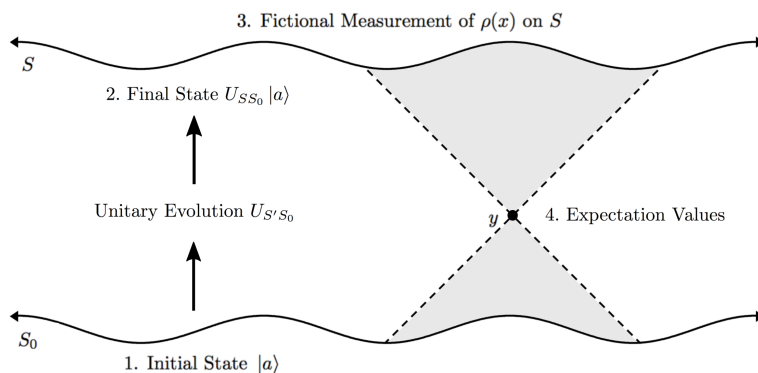 3. Fictional Measurement of ρ(x) on S
S
2. Final State U_{SS_0} |a⟩
Unitary Evolution U_{S'S_0}
y
4. Expectation Values
S_0
1. Initial State |a⟩